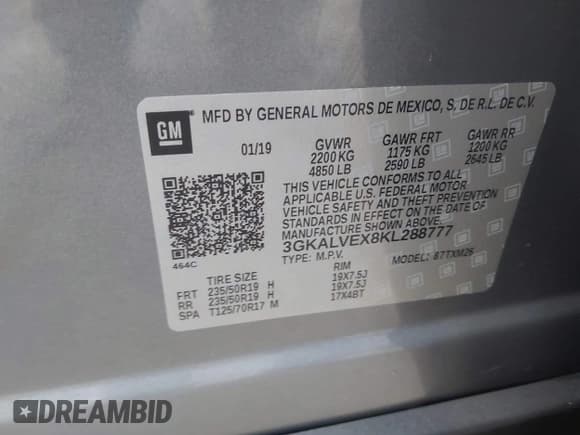 GM MFD BY GENERAL MOTORS DE MEXICO, S. DE R.L. DE C.V.
01/19 GVWR GAWR FRT GAWR RR
2200 KG 1175 KG 1200 KG
4850 LB 2590 LB 2645 LB
THIS VEHICLE CONFORMS TO ALL
APPLICABLE U.S. FEDERAL MOTOR
VEHICLE SAFETY AND THEFT PREVENTION
STANDARDS IN EFFECT ON THE DATE OF
MANUFACTURE SHOWN ABOVE.
3GKALVEX8KL288777
TYPE: M.P.V. MODEL: 87TXM26
464C
TIRE SIZE RIM
FRT 235/50R19 H 19X7.5J
RR 235/50R19 H 19X7.5J
SPA T125/70R17 M 17X4BT
DREAMBID